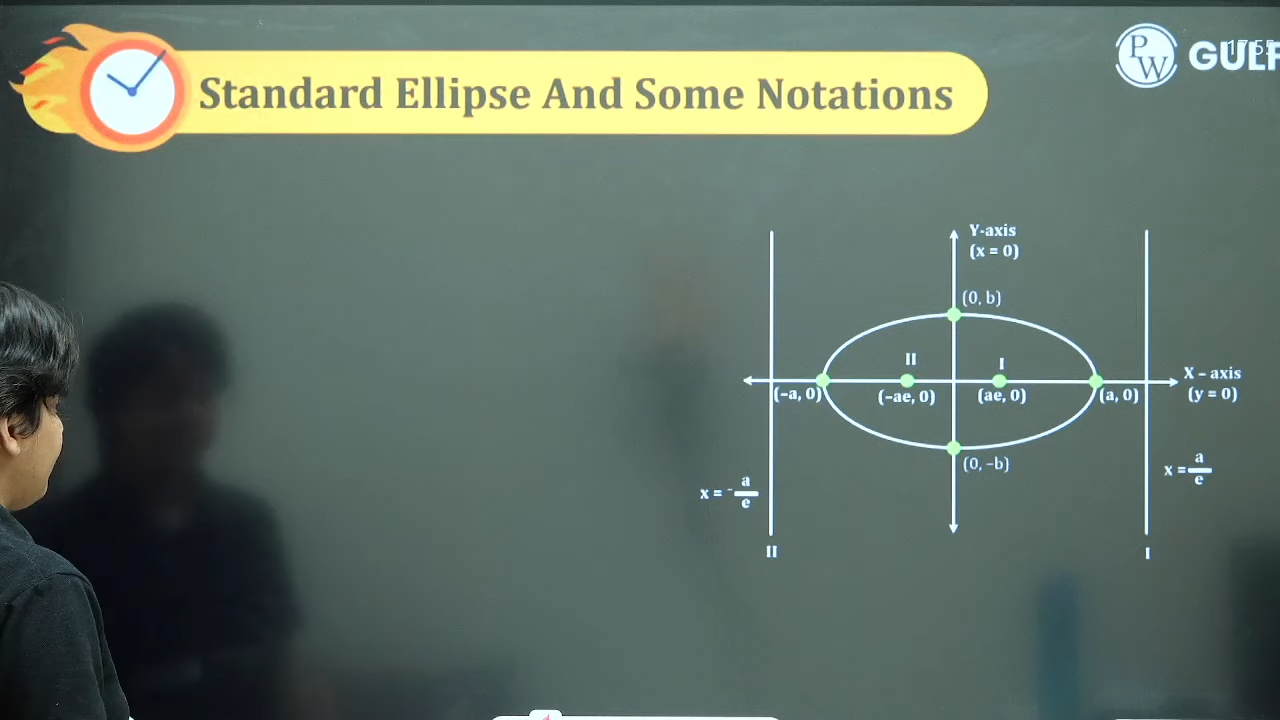 Standard Ellipse And Some Notations
PW
GULF
Y-axis
(x = 0)
(0, b)
II
I
X – axis
(y = 0)
(–a, 0)
(–ae, 0)
(ae, 0)
(a, 0)
(0, –b)
x = a/e
x = - a/e
II
I